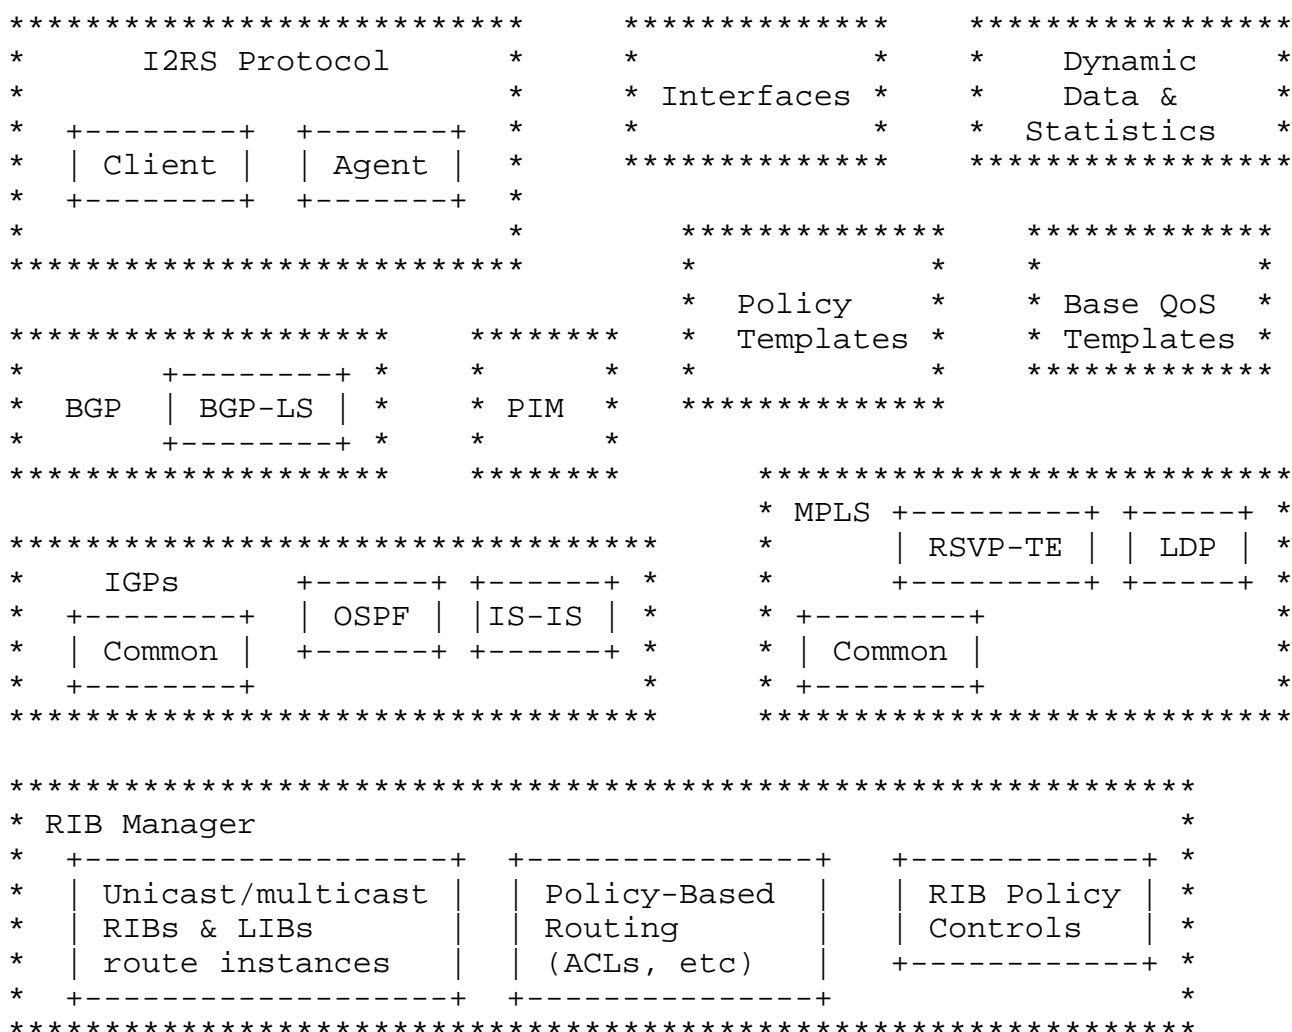 I2RS Protocol
Client
Agent
Interfaces
Dynamic
Data &
Statistics
Policy
Templates
Base QoS
Templates
BGP
BGP-LS
PIM
MPLS
RSVP-TE
LDP
Common
IGPs
OSPF
IS-IS
Common
RIB Manager
Unicast/multicast
RIBs & LIBs
route instances
Policy-Based
Routing
(ACLs, etc)
RIB Policy
Controls